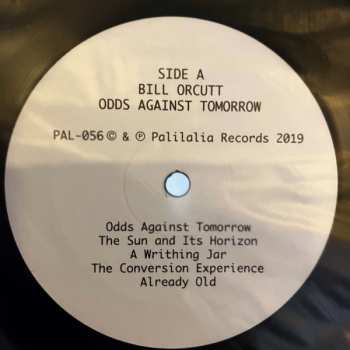 SIDE A
BILL ORCUTT
ODDS AGAINST TOMORROW
PAL-056 © & ℗ Palilalia Records 2019
Odds Against Tomorrow
The Sun and Its Horizon
A Writhing Jar
The Conversion Experience
Already Old